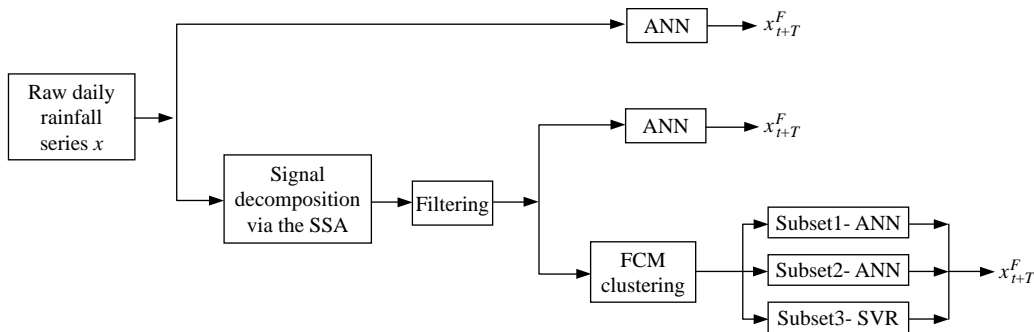 ANN
x^F_{t+T}
Raw daily
rainfall
series x
ANN
x^F_{t+T}
Signal
decomposition
via the SSA
Filtering
FCM
clustering
Subset1- ANN
Subset2- ANN
Subset3- SVR
x^F_{t+T}